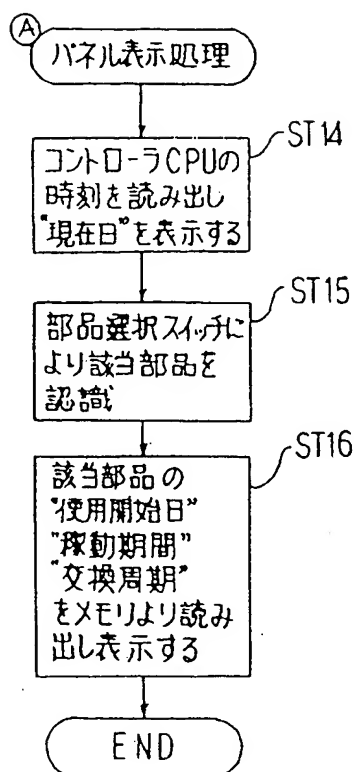 A
パネル表示処理
ST14
コントローラCPUの
時刻を読み出し
"現在日"を表示する
ST15
部品選択スイッチに
より該当部品を
認識
ST16
該当部品の
"使用開始日"
"稼動期間"
"交換周期"
をメモリより読み
出し表示する
END